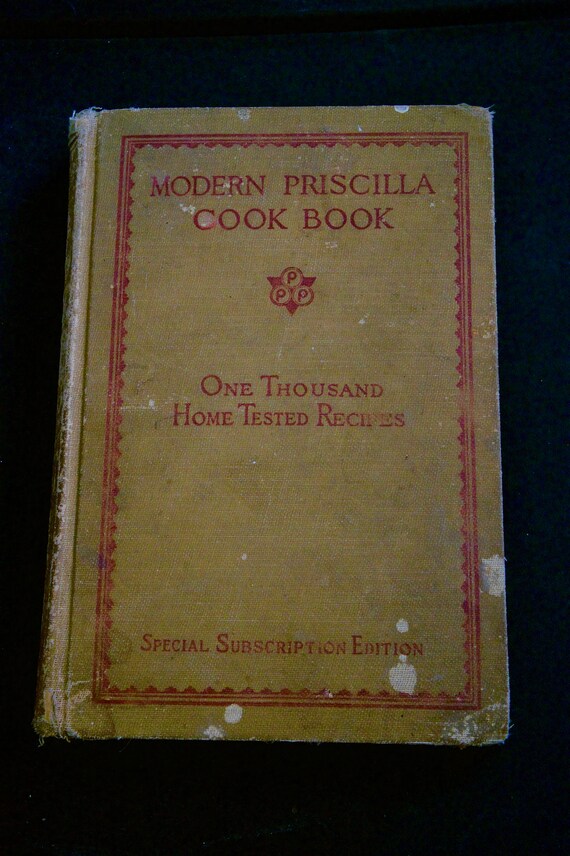 MODERN PRISCILLA
COOK BOOK
P
P P
ONE THOUSAND
HOME TESTED RECIPES
SPECIAL SUBSCRIPTION EDITION